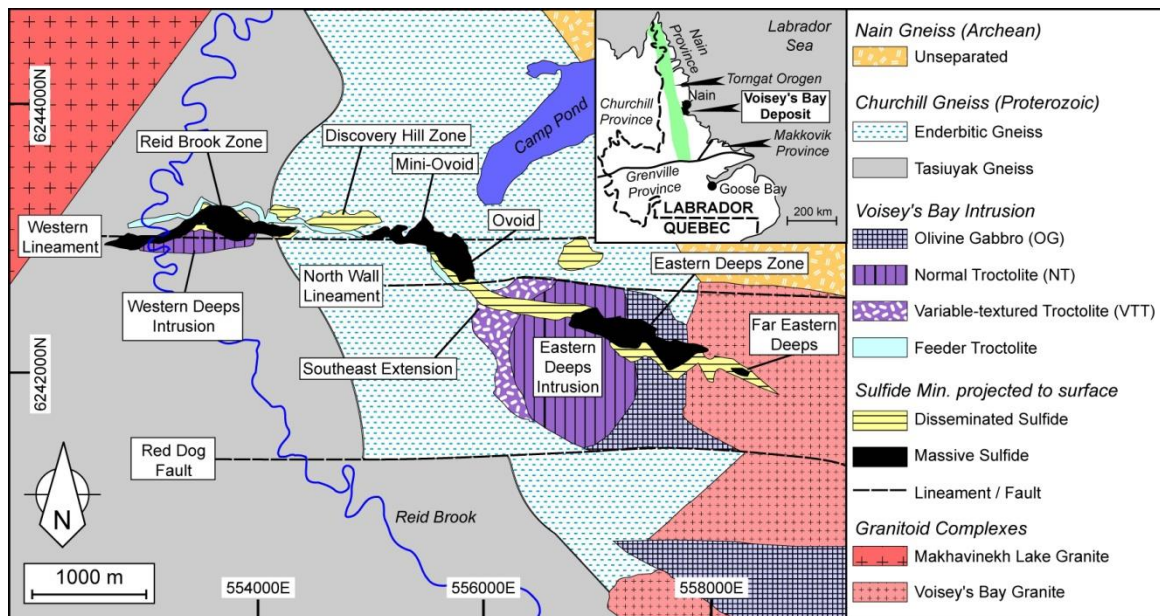 6244000N
6242000N
Reid Brook Zone
Discovery Hill Zone
Mini-Ovoid
Camp Pond
Ovoid
Western
Lineament
North Wall
Lineament
Eastern Deeps Zone
Western Deeps
Intrusion
Southeast Extension
Eastern
Deeps
Intrusion
Far Eastern
Deeps
Red Dog
Fault
Reid Brook
N
1000 m
554000E
556000E
558000E
Labrador
Sea
Nain
Province
Torngat Orogen
Nain
Churchill
Province
Voisey's Bay
Deposit
Makkovik
Province
Grenville
Province
Goose Bay
LABRADOR
QUEBEC
200 km
Nain Gneiss (Archean)
Unseparated
Churchill Gneiss (Proterozoic)
Enderbitic Gneiss
Tasiuyak Gneiss
Voisey's Bay Intrusion
Olivine Gabbro (OG)
Normal Troctolite (NT)
Variable-textured Troctolite (VTT)
Feeder Troctolite
Sulfide Min. projected to surface
Disseminated Sulfide
Massive Sulfide
Lineament / Fault
Granitoid Complexes
Makhavinekh Lake Granite
Voisey's Bay Granite